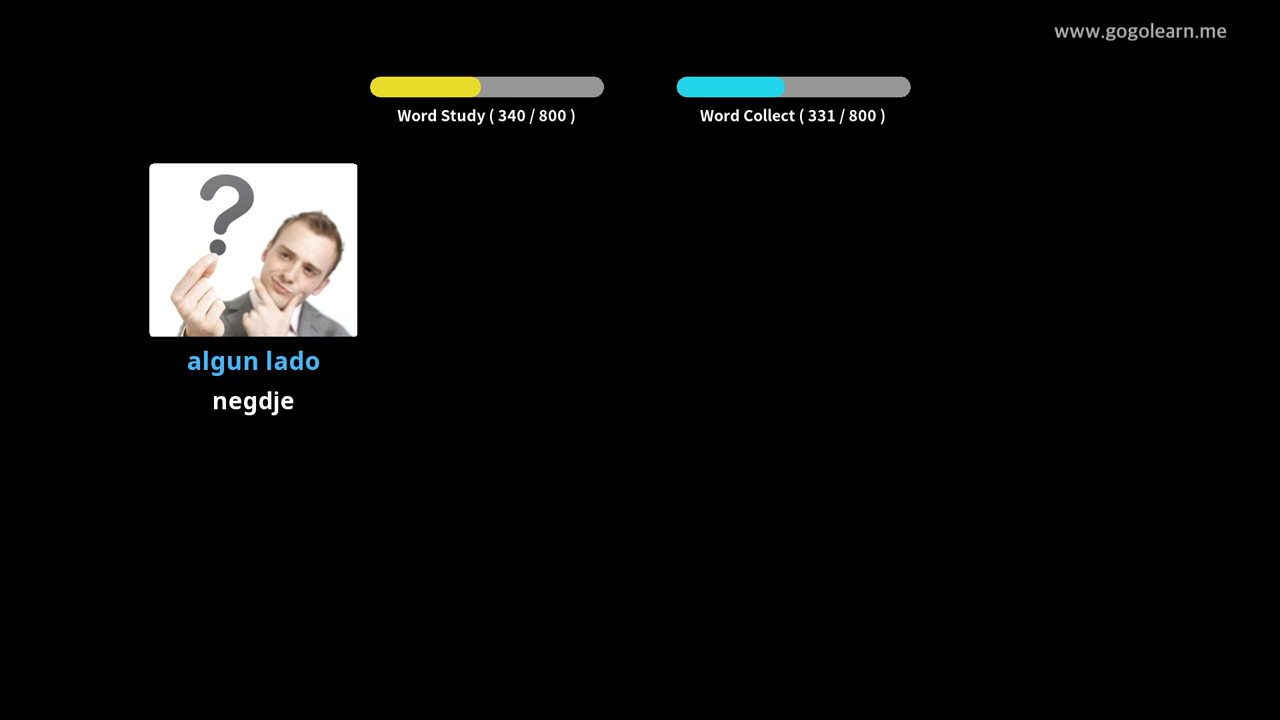 www.gogolearn.me
Word Study ( 340 / 800 )
Word Collect ( 331 / 800 )
?
algun lado
negdje